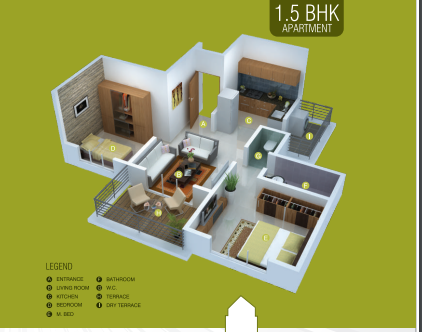 1.5 BHK
APARTMENT
A
C
I
D
G
B
F
H
E
LEGEND
A ENTRANCE F BATHROOM
B LIVING ROOM G W.C.
C KITCHEN H TERRACE
D BEDROOM I DRY TERRACE
E M. BED